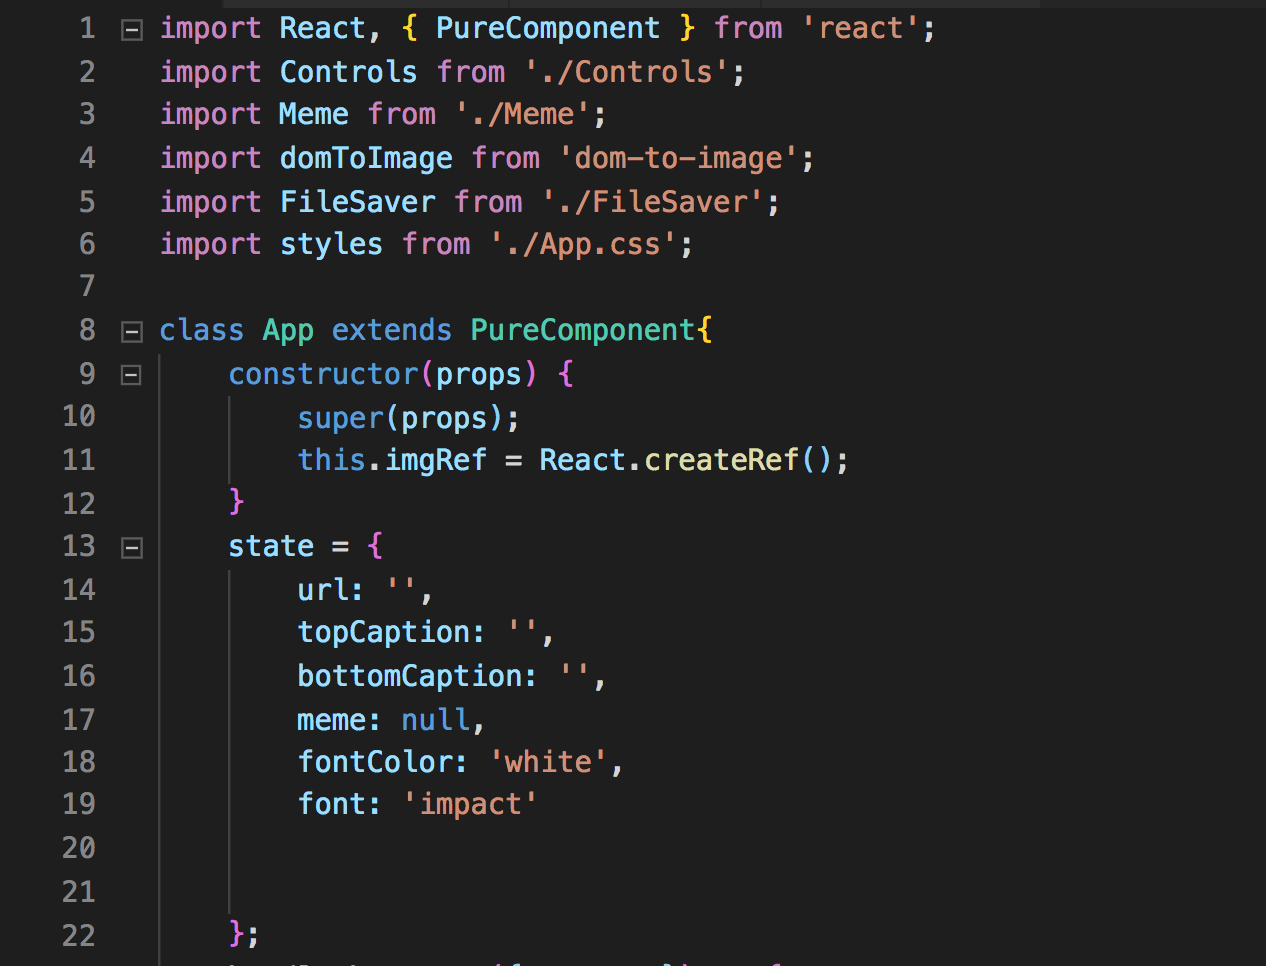 1 import React, { PureComponent } from 'react';
2 import Controls from './Controls';
3 import Meme from './Meme';
4 import domToImage from 'dom-to-image';
5 import FileSaver from './FileSaver';
6 import styles from './App.css';
7
8 class App extends PureComponent{
9 constructor(props) {
10 super(props);
11 this.imgRef = React.createRef();
12 }
13 state = {
14 url: '',
15 topCaption: '',
16 bottomCaption: '',
17 meme: null,
18 fontColor: 'white',
19 font: 'impact'
20
21
22 };